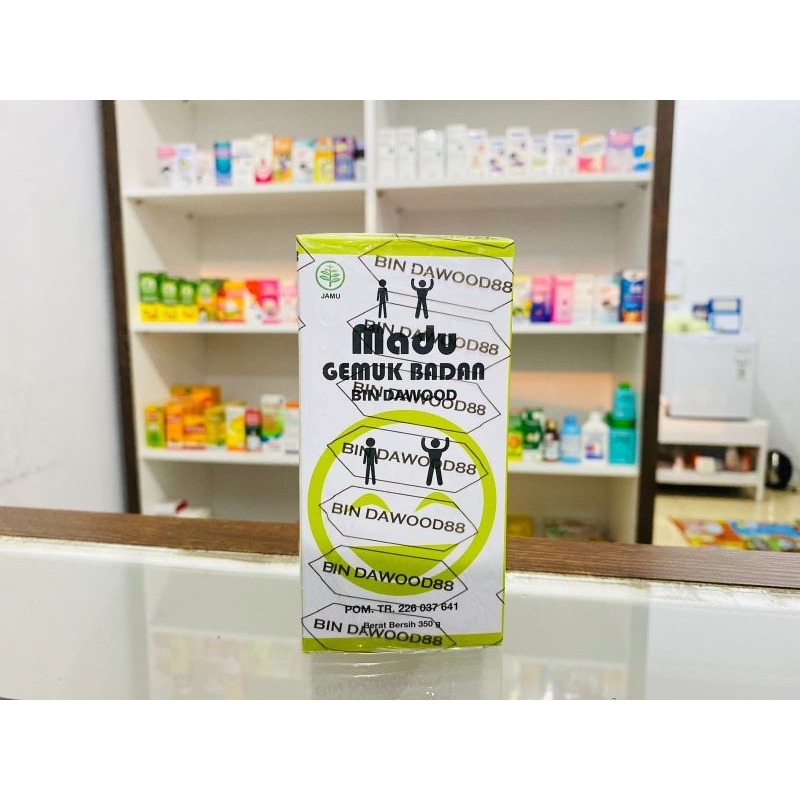 JAMU
BIN DAWOOD88
BIN DAWOOD88
Madu
GEMUK BADAN
BIN DAWOOD88
BIN DAWOOD
BIN DAWOOD88
BIN DAWOOD88
BIN DAWOOD88
POM. TR. 226 037 641
Berat Bersih 350 g
BIN DAWOOD88